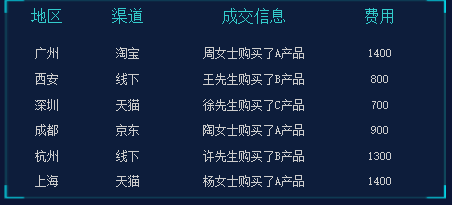 地区 渠道 成交信息 费用
广州 淘宝 周女士购买了A产品 1400
西安 线下 王先生购买了B产品 800
深圳 天猫 徐先生购买了C产品 700
成都 京东 陶女士购买了A产品 900
杭州 线下 许先生购买了B产品 1300
上海 天猫 杨女士购买了A产品 1400